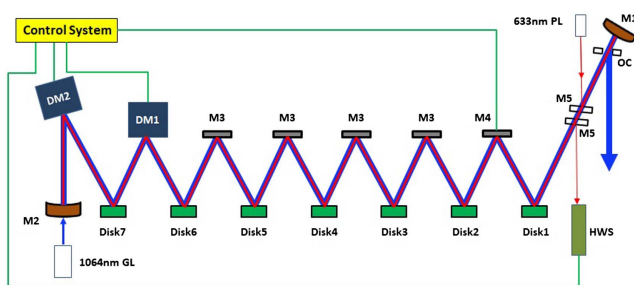 Control System
633nm PL
M1
OC
DM2
DM1
M3
M3
M3
M3
M4
M5
M5
M2
Disk7
Disk6
Disk5
Disk4
Disk3
Disk2
Disk1
HWS
1064nm GL